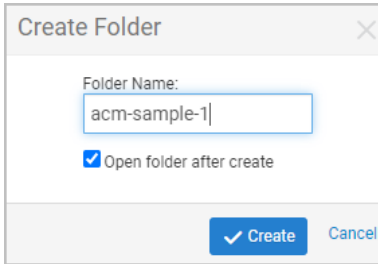 Create Folder
Folder Name:
acm-sample-1
Open folder after create
Create Cancel